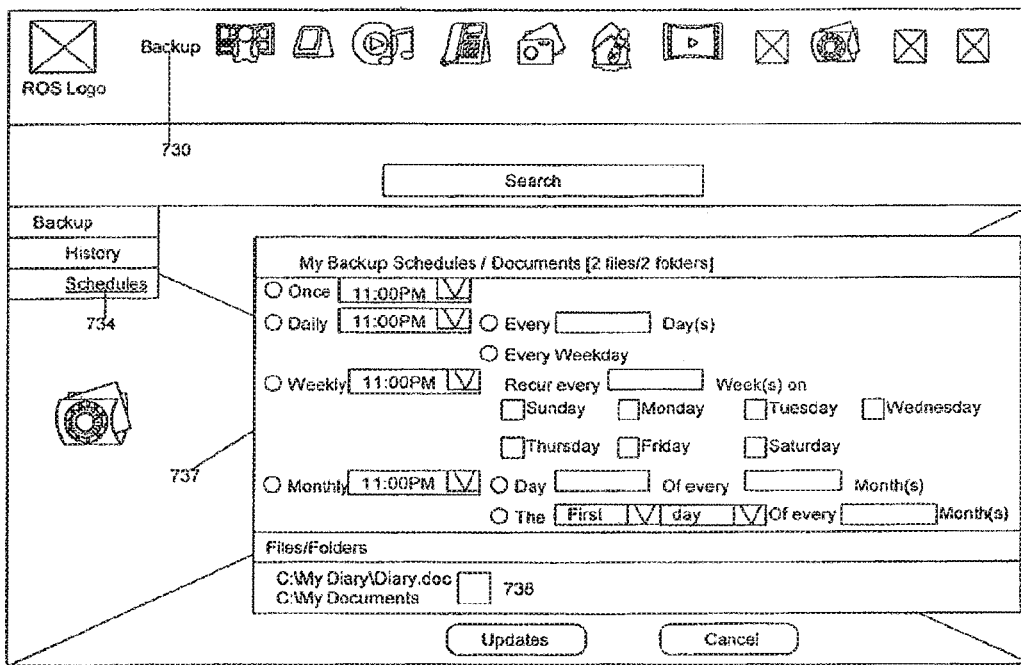 Backup
ROS Logo
730
Search
Backup
History
Schedules
734
My Backup Schedules / Documents [2 files/2 folders]
Once 11:00PM
Daily 11:00PM Every Day(s)
Every Weekday
Weekly 11:00PM Recur every Week(s) on
Sunday Monday Tuesday Wednesday
Thursday Friday Saturday
737
Monthly 11:00PM Day Of every Month(s)
The First day Of every Month(s)
Files/Folders
C:\My Diary\Diary.doc
C:\My Documents
736
Updates Cancel